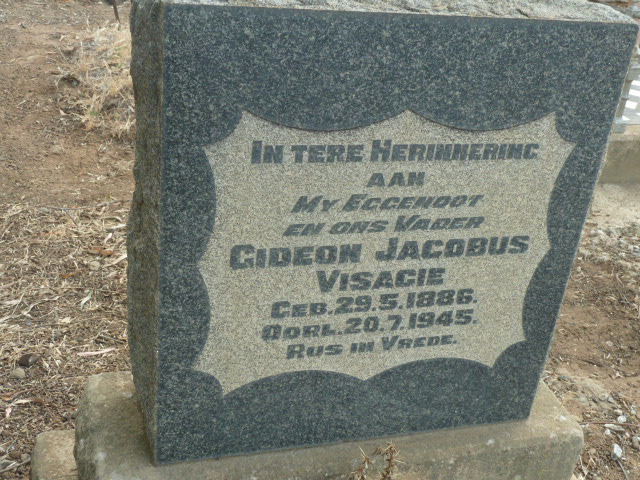 IN TERE HERINNERING
AAN
MY EGGENOOT
EN ONS VADER
GIDEON JACOBUS
VISAGIE
GEB. 29.5.1886.
OORL. 20.7.1945.
RUS IN VREDE.